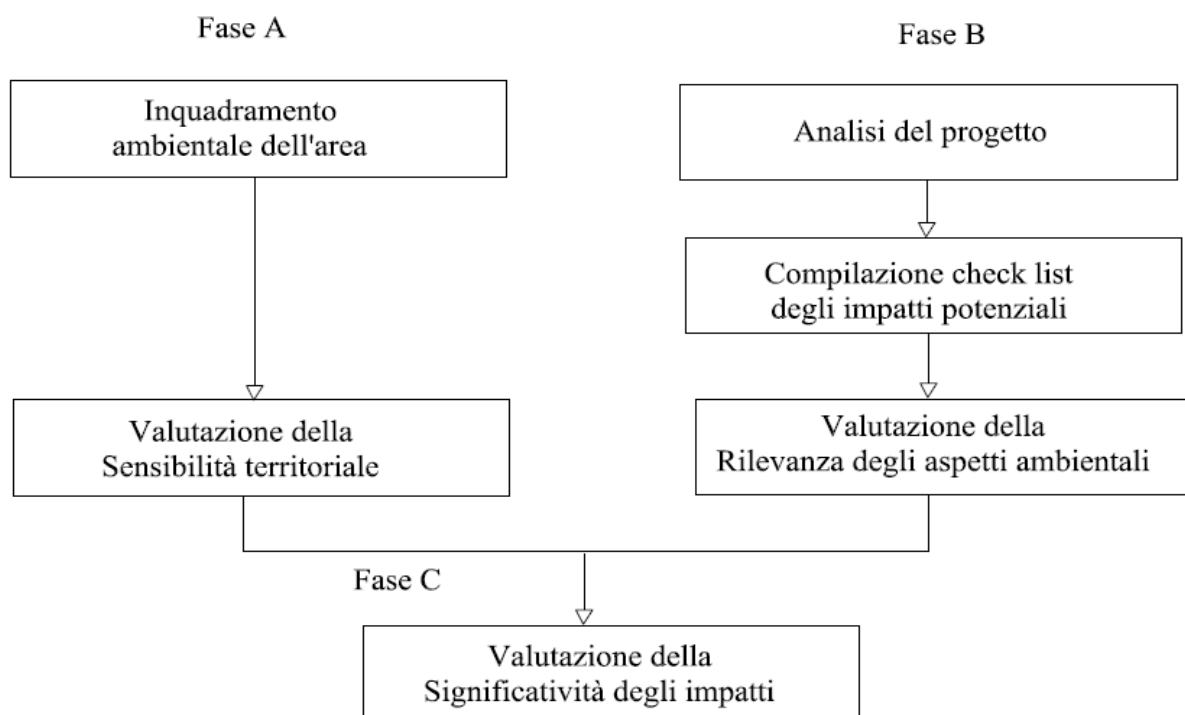 Fase A
Inquadramento
ambientale dell'area
Valutazione della
Sensibilità territoriale
Fase B
Analisi del progetto
Compilazione check list
degli impatti potenziali
Valutazione della
Rilevanza degli aspetti ambientali
Fase C
Valutazione della
Significatività degli impatti